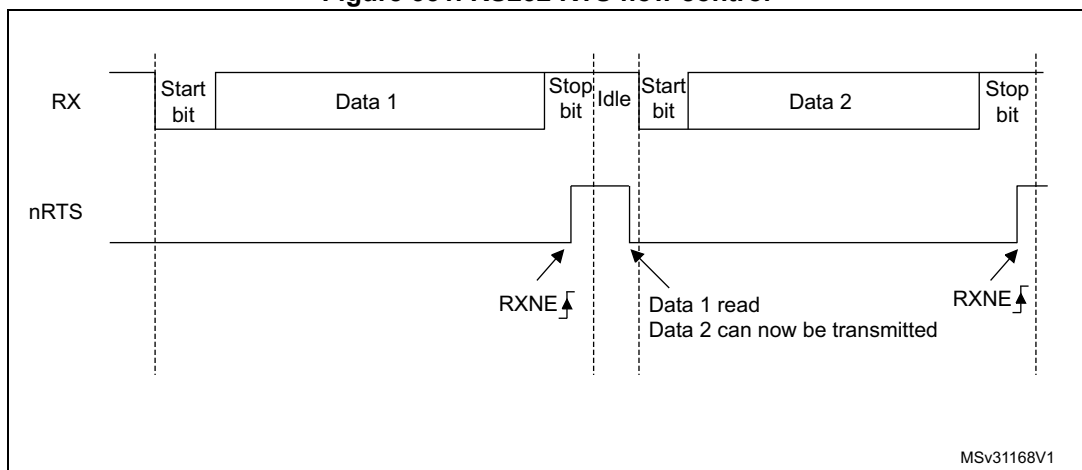 RX
Start
bit
Data 1
Stop
bit
Idle
Start
bit
Data 2
Stop
bit
nRTS
RXNE
Data 1 read
Data 2 can now be transmitted
RXNE
MSv31168V1